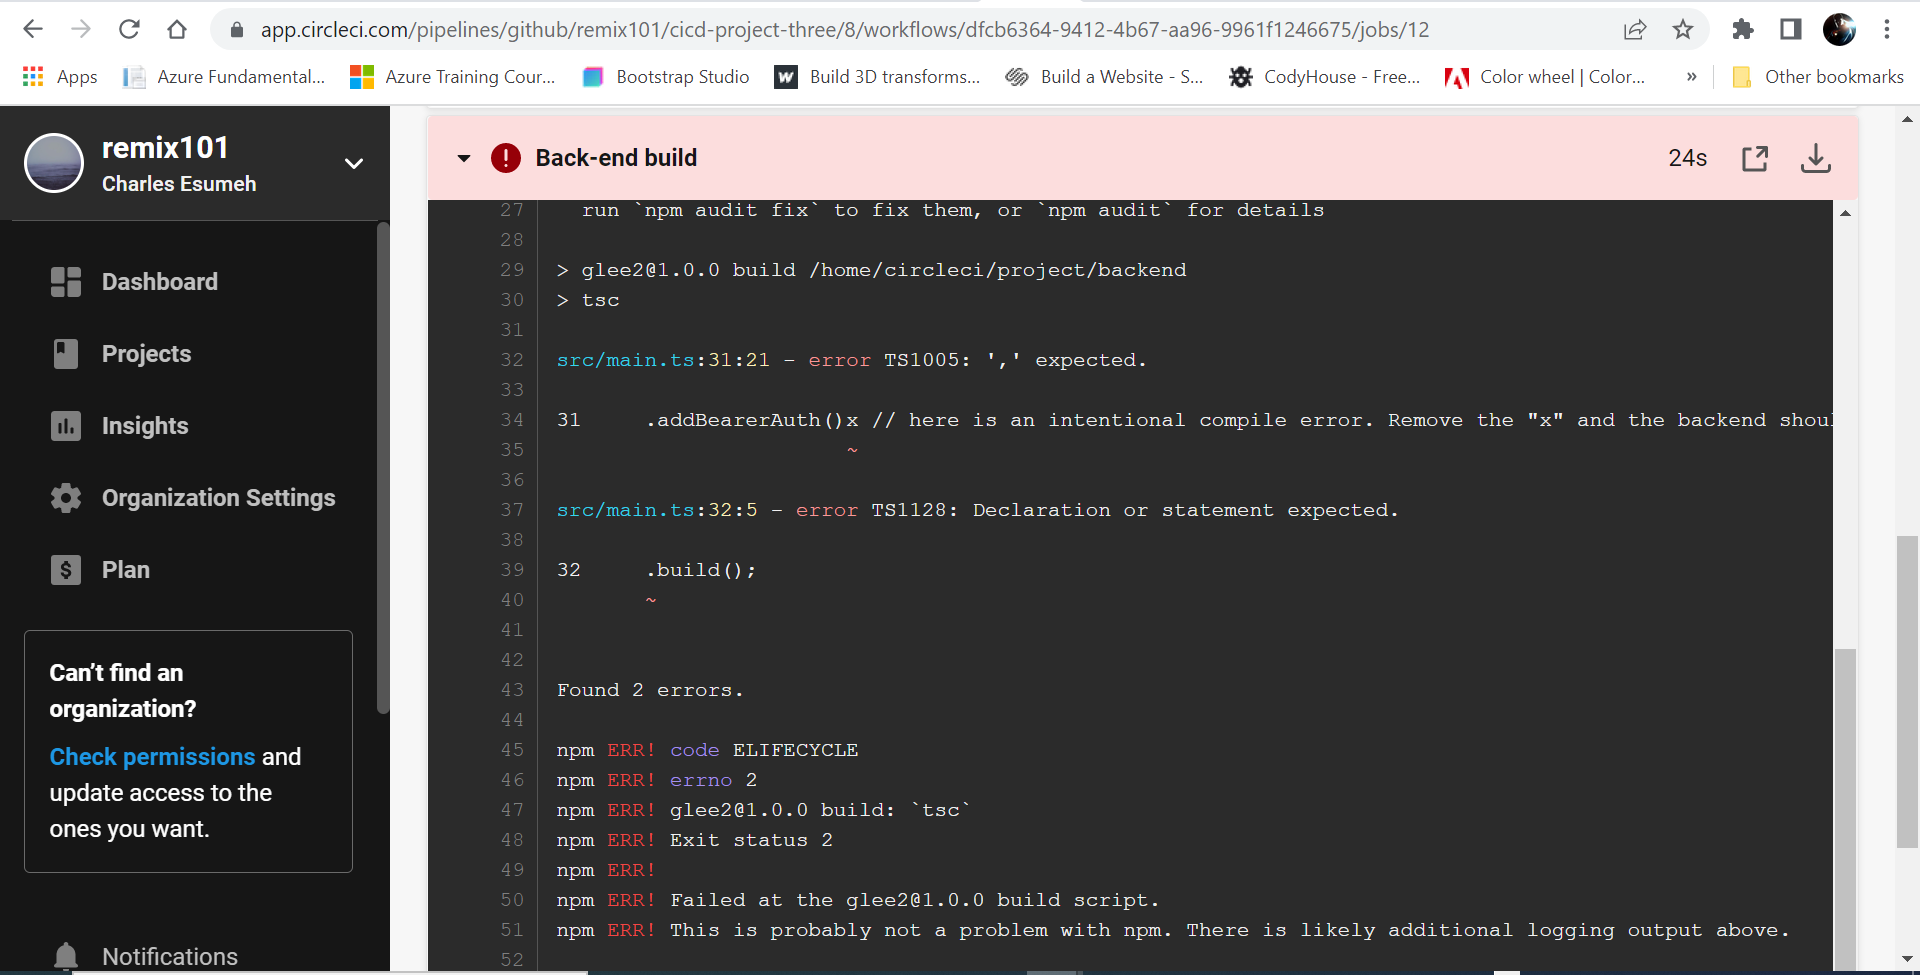 app.circleci.com/pipelines/github/remix101/cicd-project-three/8/workflows/dfcb6364-9412-4b67-aa96-9961f1246675/jobs/12
Apps Azure Fundamental... Azure Training Cour... Bootstrap Studio Build 3D transforms... Build a Website - S... CodyHouse - Free... Color wheel | Color... » Other bookmarks
remix101
Charles Esumeh
Dashboard
Projects
Insights
Organization Settings
$ Plan
Can't find an
organization?
Check permissions and
update access to the
ones you want.
Notifications
! Back-end build 24s
27 run `npm audit fix` to fix them, or `npm audit` for details
28
29 > glee2@1.0.0 build /home/circleci/project/backend
30 > tsc
31
32 src/main.ts:31:21 - error TS1005: ',' expected.
33
34 31     .addBearerAuth()x // here is an intentional compile error. Remove the "x" and the backend shoul
35 ~
36
37 src/main.ts:32:5 - error TS1128: Declaration or statement expected.
38
39 32     .build();
40 ~
41
42
43 Found 2 errors.
44
45 npm ERR! code ELIFECYCLE
46 npm ERR! errno 2
47 npm ERR! glee2@1.0.0 build: `tsc`
48 npm ERR! Exit status 2
49 npm ERR!
50 npm ERR! Failed at the glee2@1.0.0 build script.
51 npm ERR! This is probably not a problem with npm. There is likely additional logging output above.
52